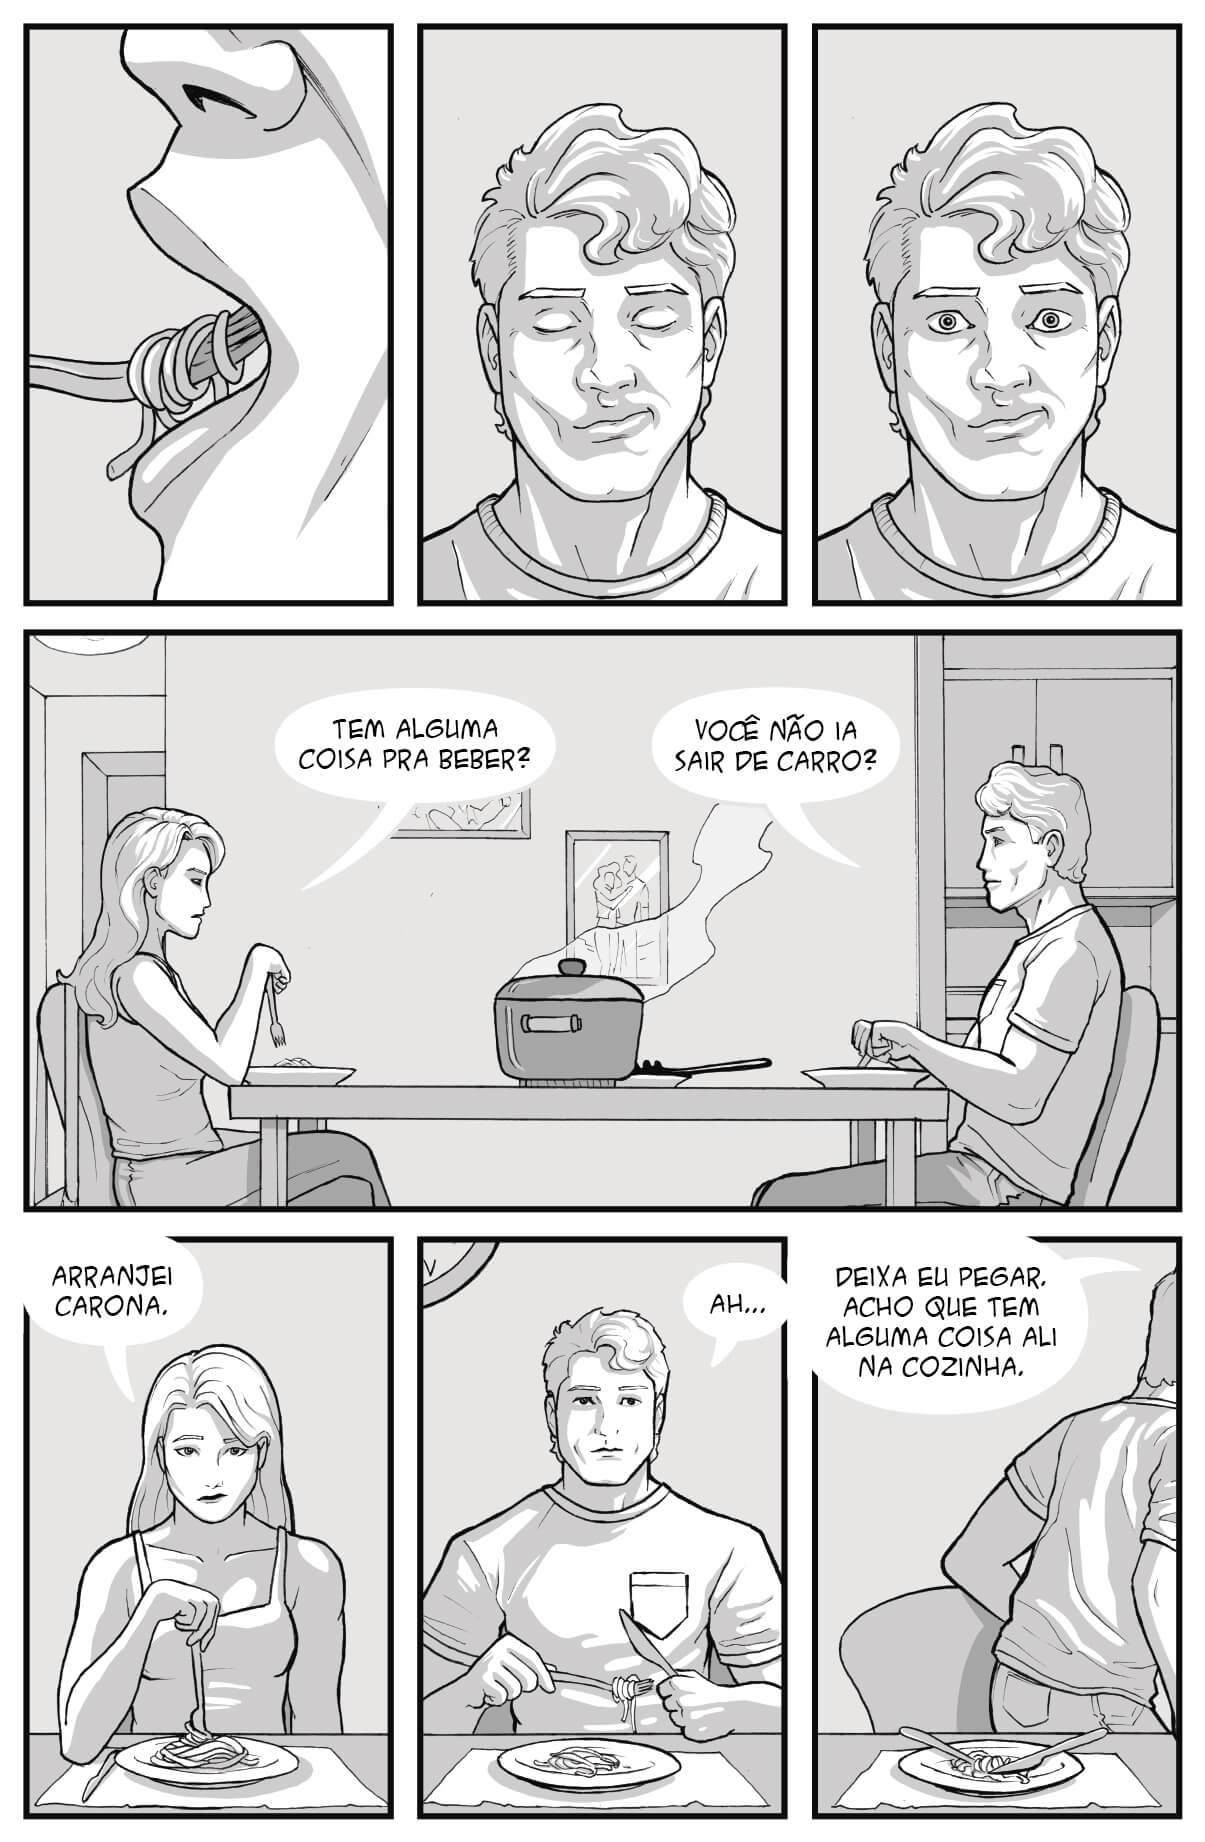 TEM ALGUMA
COISA PRA BEBER?
VOCÊ NÃO IA
SAIR DE CARRO?
ARRANJEI
CARONA.
AH...
DEIXA EU PEGAR.
ACHO QUE TEM
ALGUMA COISA ALI
NA COZINHA.